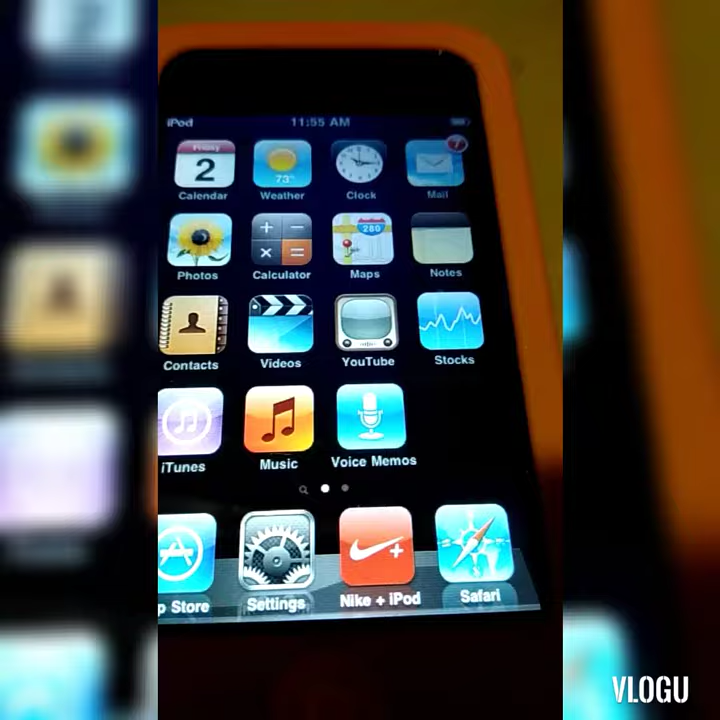 iPod 11:55 AM
Friday
2 73° 7
Calendar Weather Clock Mail
280
Photos Calculator Maps Notes
Contacts Videos YouTube Stocks
iTunes Music Voice Memos
p Store Settings Nike + iPod Safari
VLOGU